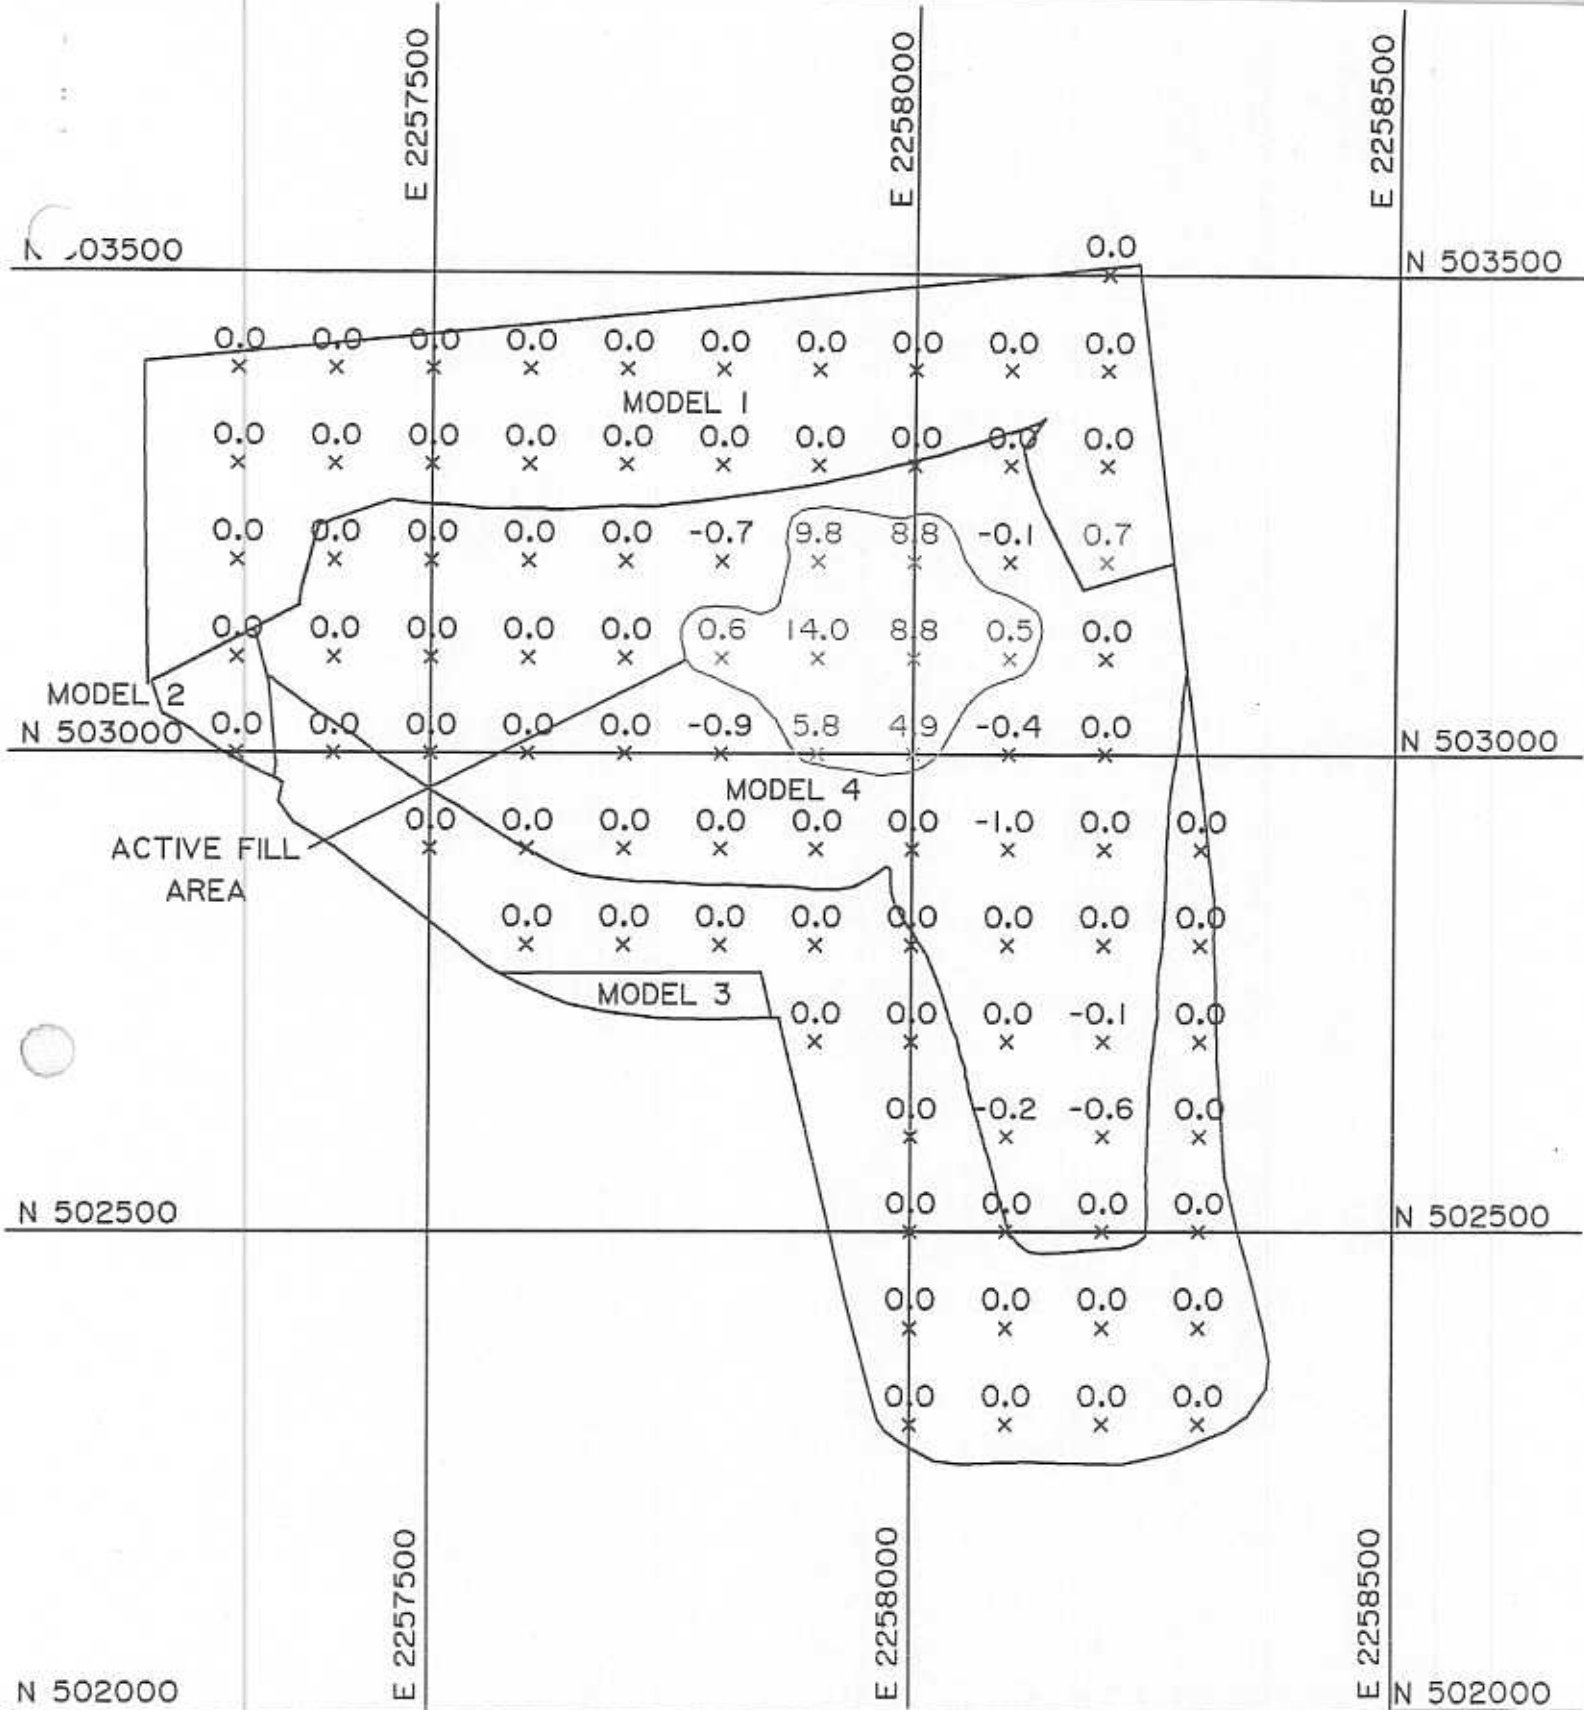 E 2257500
E 2258000
E 2258500
03500
0.0
N 503500
0.0 0.0 0.0 0.0 0.0 0.0 0.0 0.0 0.0 0.0
MODEL 1
0.0 0.0 0.0 0.0 0.0 0.0 0.0 0.0 0.0 0.0
0.0 0.0 0.0 0.0 0.0 -0.7 9.8 8.8 -0.1 0.7
0.0 0.0 0.0 0.0 0.0 0.6 14.0 8.8 0.5 0.0
MODEL 2
N 503000
0.0 0.0 0.0 0.0 0.0 -0.9 5.8 4.9 -0.4 0.0
N 503000
MODEL 4
0.0 0.0 0.0 0.0 0.0 0.0 -1.0 0.0 0.0
ACTIVE FILL
AREA
0.0 0.0 0.0 0.0 0.0 0.0 0.0 0.0
MODEL 3
0.0 0.0 0.0 -0.1 0.0
0.0 -0.2 -0.6 0.0
N 502500
0.0 0.0 0.0 0.0
N 502500
0.0 0.0 0.0 0.0
0.0 0.0 0.0 0.0
E 2257500
E 2258000
E 2258500
N 502000
N 502000